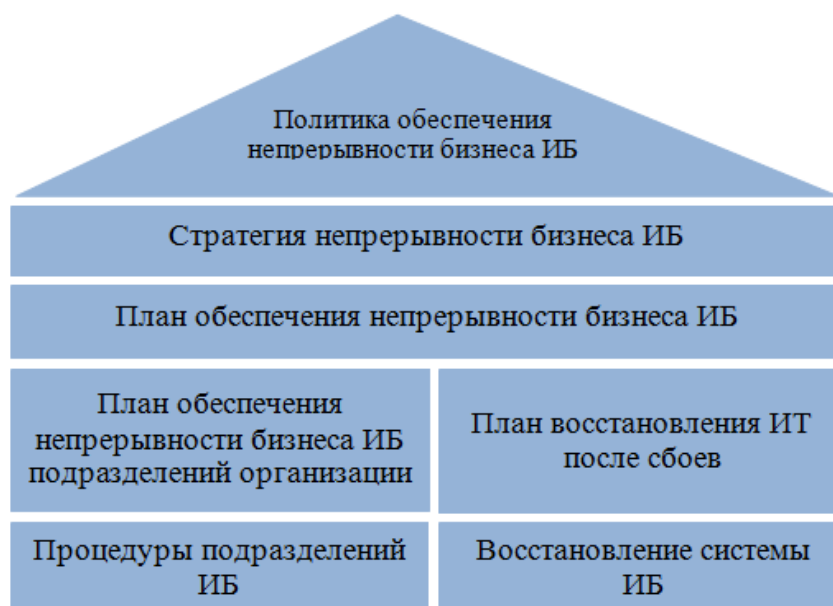 Политика обеспечения
непрерывности бизнеса ИБ
Стратегия непрерывности бизнеса ИБ
План обеспечения непрерывности бизнеса ИБ
План обеспечения
непрерывности бизнеса ИБ
подразделений организации
План восстановления ИТ
после сбоев
Процедуры подразделений
ИБ
Восстановление системы
ИБ